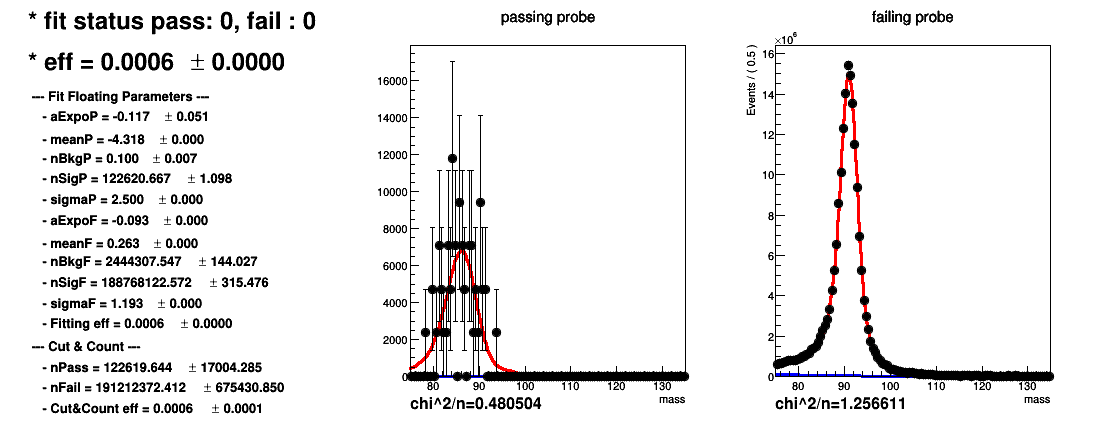 * fit status pass: 0, fail : 0
* eff = 0.0006 ± 0.0000
--- Fit Floating Parameters ---
- aExpoP = -0.117 ± 0.051
- meanP = -4.318 ± 0.000
- nBkgP = 0.100 ± 0.007
- nSigP = 122620.667 ± 1.098
- sigmaP = 2.500 ± 0.000
- aExpoF = -0.093 ± 0.000
- meanF = 0.263 ± 0.000
- nBkgF = 2444307.547 ± 144.027
- nSigF = 188768122.572 ± 315.476
- sigmaF = 1.193 ± 0.000
- Fitting eff = 0.0006 ± 0.0000
--- Cut & Count ---
- nPass = 122619.644 ± 17004.285
- nFail = 191212372.412 ± 675430.850
- Cut&Count eff = 0.0006 ± 0.0001
passing probe
16000
14000
12000
10000
8000
6000
4000
2000
0
80 90 100 110 120 130
mass
chi^2/n=0.480504
failing probe
×10^6
Events / ( 0.5 )
16
14
12
10
8
6
4
2
0
80 90 100 110 120 130
mass
chi^2/n=1.256611